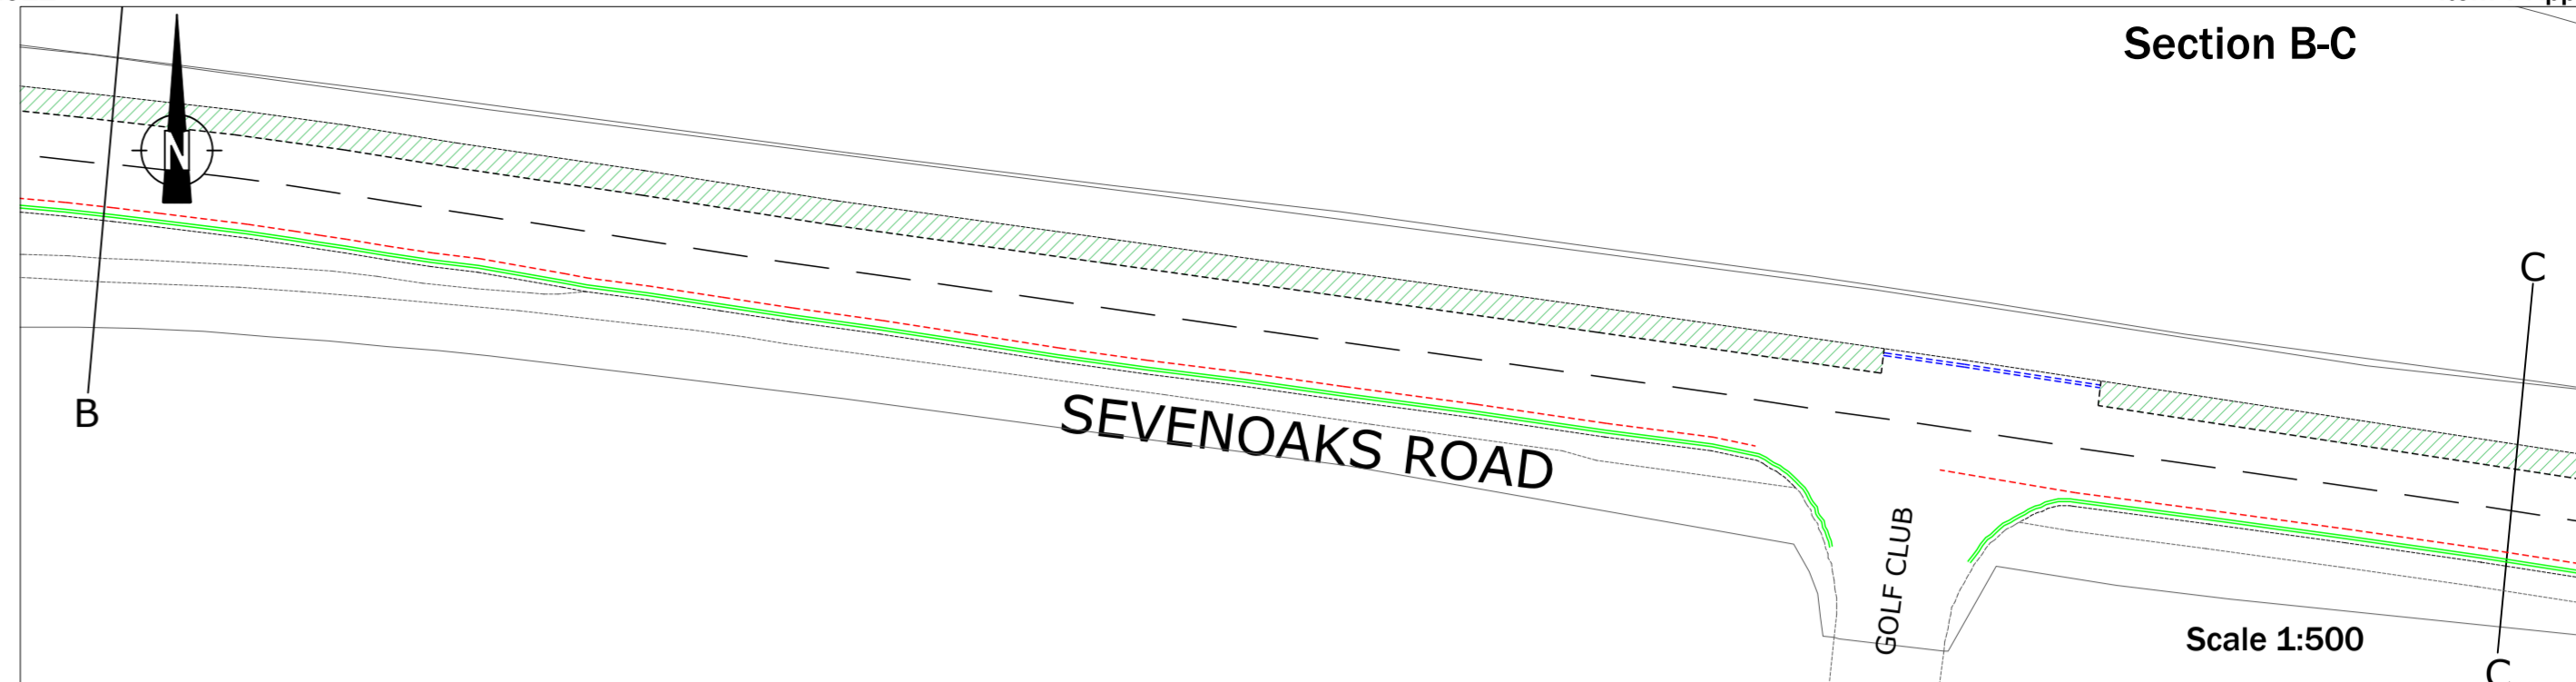 Section B-C
N
B
C
SEVENOAKS ROAD
GOLF CLUB
Scale 1:500
C